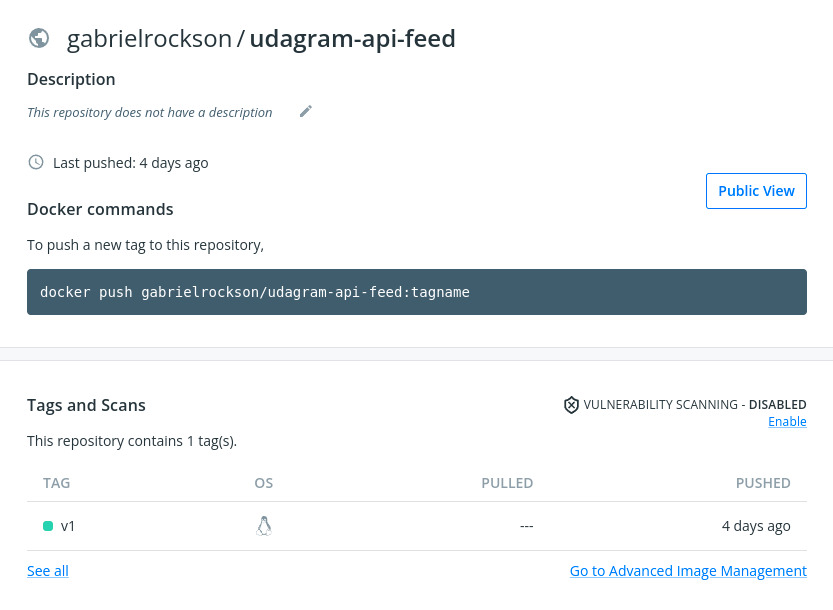 gabrielrockson / udagram-api-feed
Description
This repository does not have a description
Last pushed: 4 days ago
Public View
Docker commands
To push a new tag to this repository,
docker push gabrielrockson/udagram-api-feed:tagname
Tags and Scans
VULNERABILITY SCANNING - DISABLED
Enable
This repository contains 1 tag(s).
TAG OS PULLED PUSHED
v1 --- 4 days ago
See all Go to Advanced Image Management